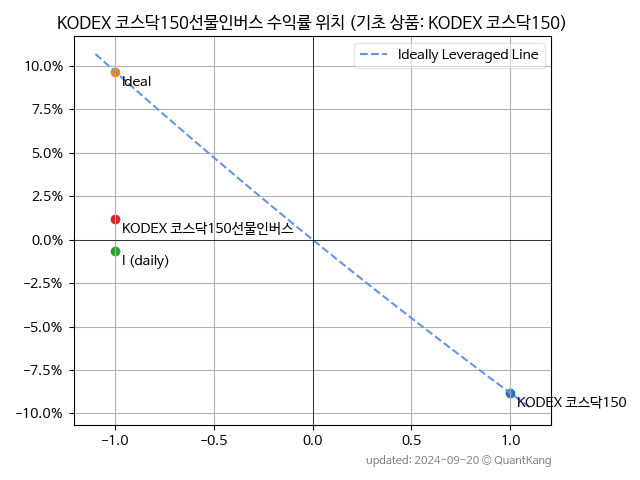 KODEX 코스닥150선물인버스 수익률 위치 (기초 상품: KODEX 코스닥150)
Ideally Leveraged Line
10.0%
Ideal
7.5%
5.0%
2.5%
KODEX 코스닥150선물인버스
0.0%
I (daily)
−2.5%
−5.0%
−7.5%
KODEX 코스닥150
−10.0%
−1.0 −0.5 0.0 0.5 1.0
updated: 2024-09-20 © QuantKang